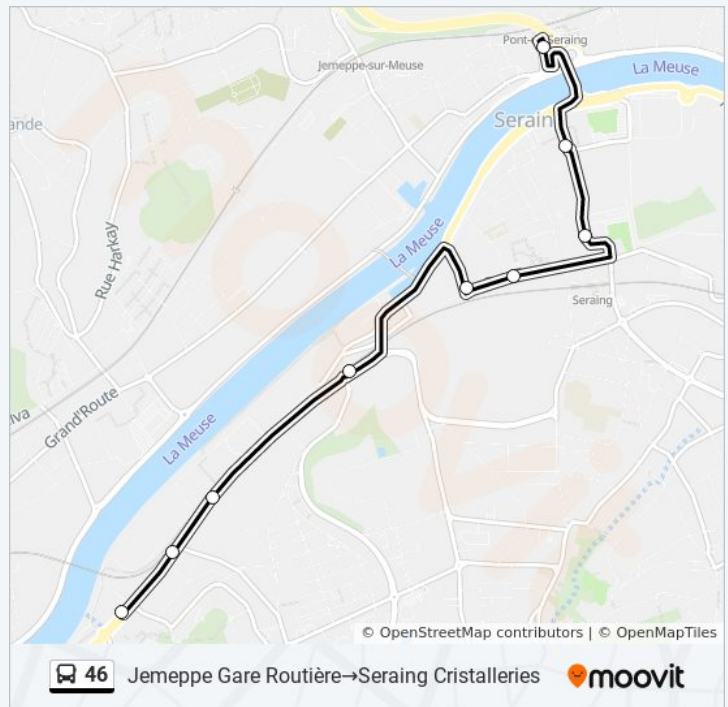 Pont-de-Seraing
La Meuse
Jemeppe-sur-Meuse
Serain
ande
La Meuse
Rue Harkay
Seraing
Grand'Route
lva
La Meuse
© OpenStreetMap contributors | © OpenMapTiles
46 Jemeppe Gare Routière→Seraing Cristalleries moovit